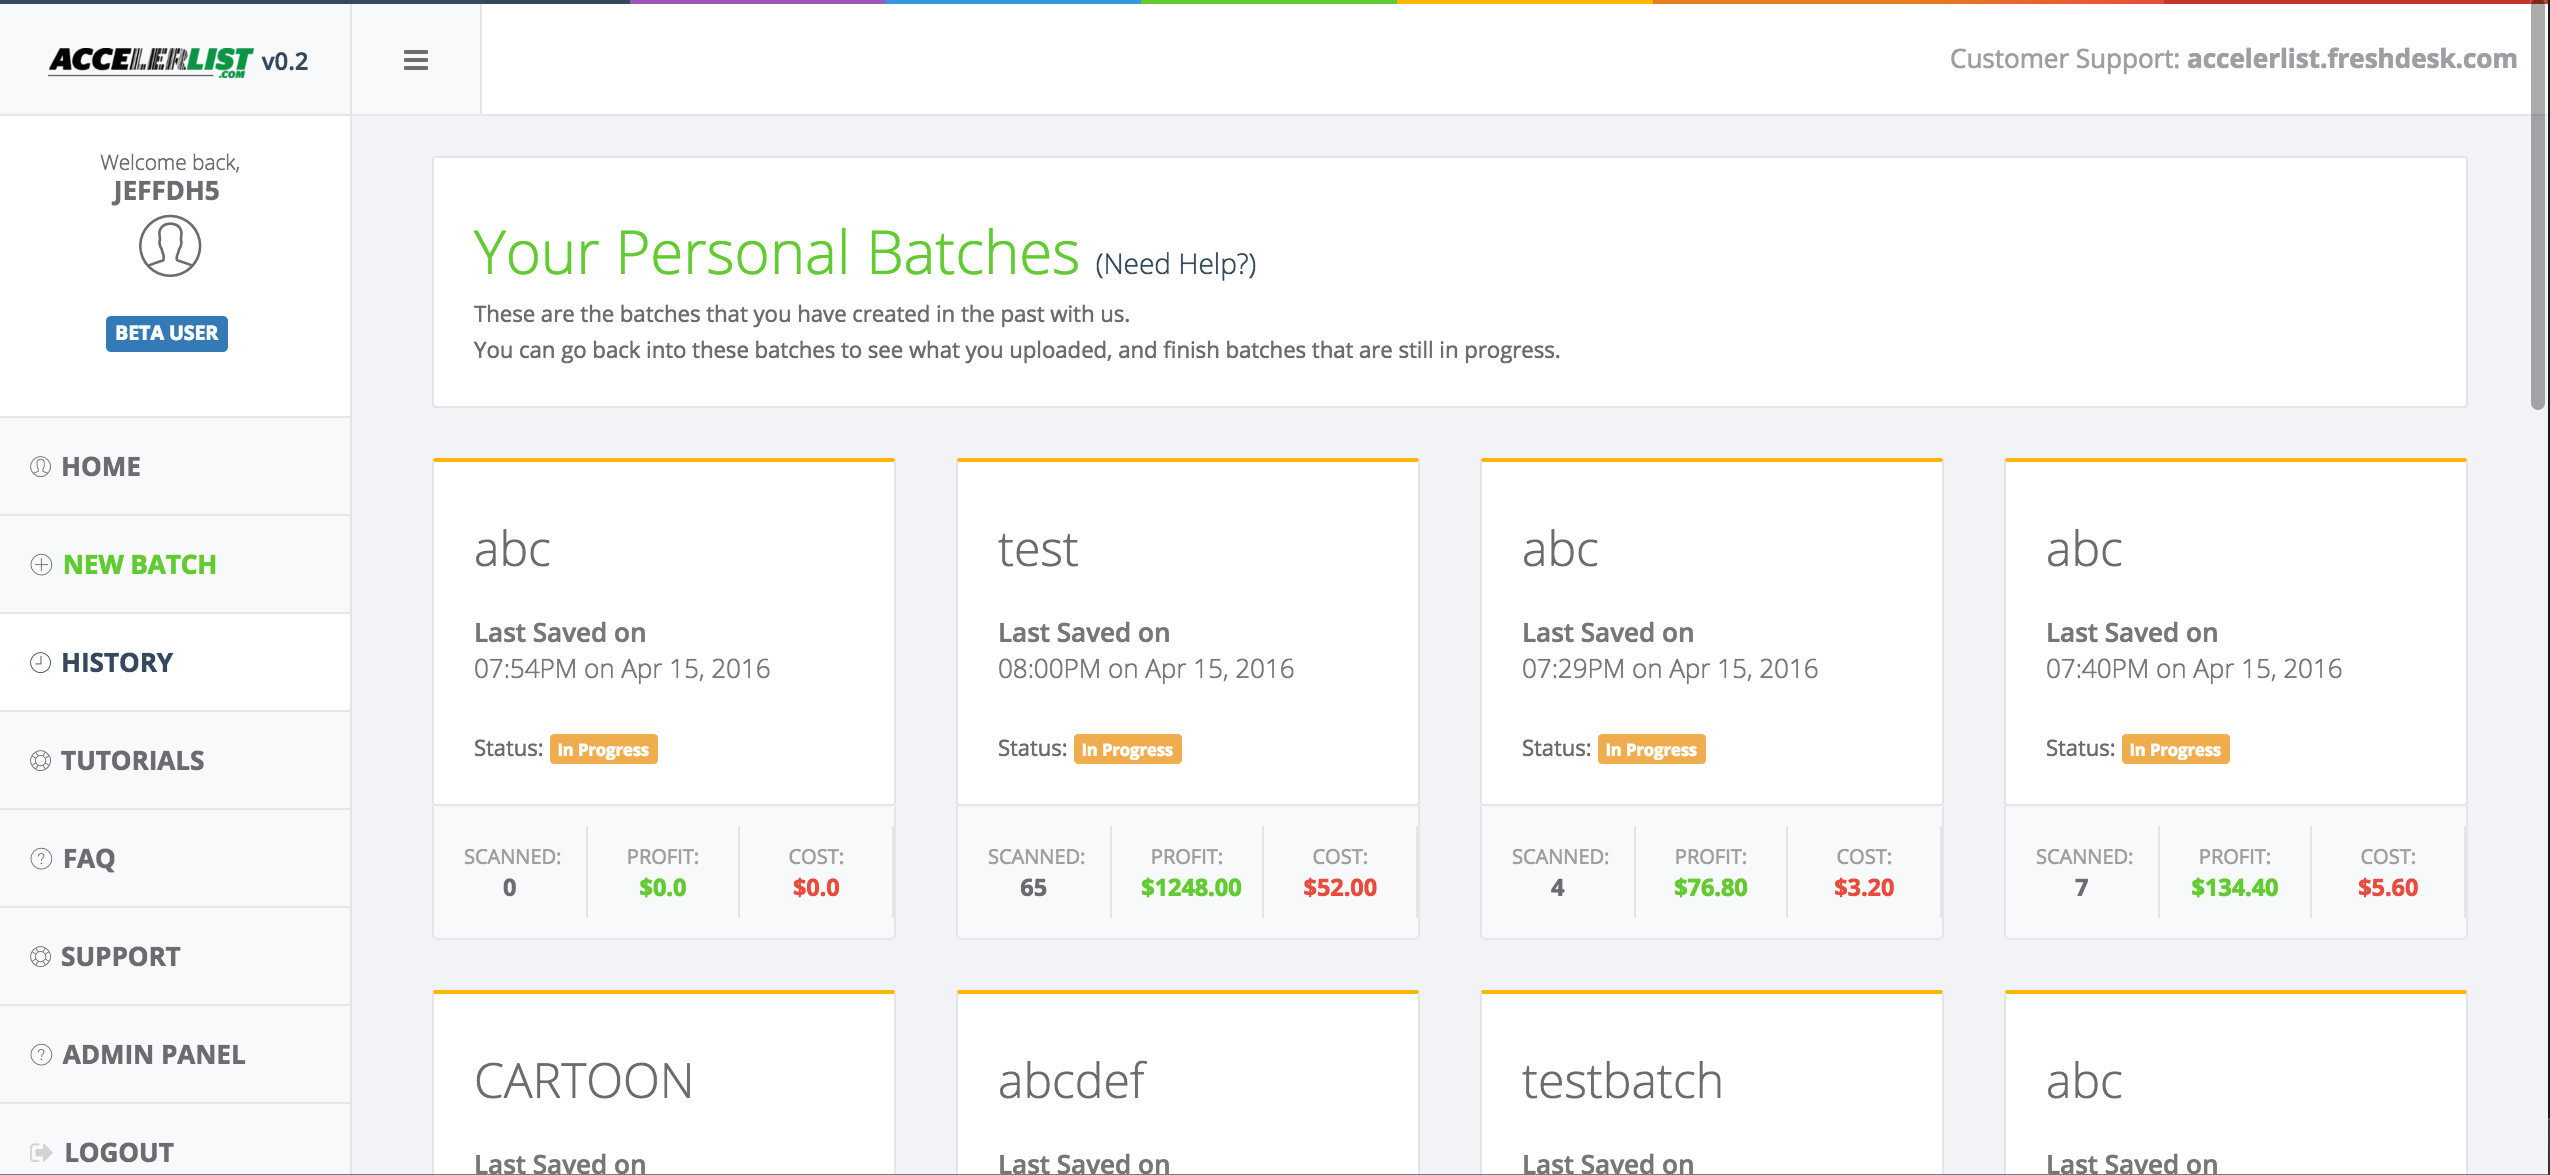 ACCELERLIST.COM v0.2
Customer Support: accelerlist.freshdesk.com
Welcome back,
JEFFDH5
BETA USER
HOME
NEW BATCH
HISTORY
TUTORIALS
FAQ
SUPPORT
ADMIN PANEL
LOGOUT
Your Personal Batches (Need Help?)
These are the batches that you have created in the past with us.
You can go back into these batches to see what you uploaded, and finish batches that are still in progress.
abc
Last Saved on
07:54PM on Apr 15, 2016
Status: In Progress
SCANNED: PROFIT: COST:
0 $0.0 $0.0
test
Last Saved on
08:00PM on Apr 15, 2016
Status: In Progress
SCANNED: PROFIT: COST:
65 $1248.00 $52.00
abc
Last Saved on
07:29PM on Apr 15, 2016
Status: In Progress
SCANNED: PROFIT: COST:
4 $76.80 $3.20
abc
Last Saved on
07:40PM on Apr 15, 2016
Status: In Progress
SCANNED: PROFIT: COST:
7 $134.40 $5.60
CARTOON
Last Saved on
abcdef
Last Saved on
testbatch
Last Saved on
abc
Last Saved on